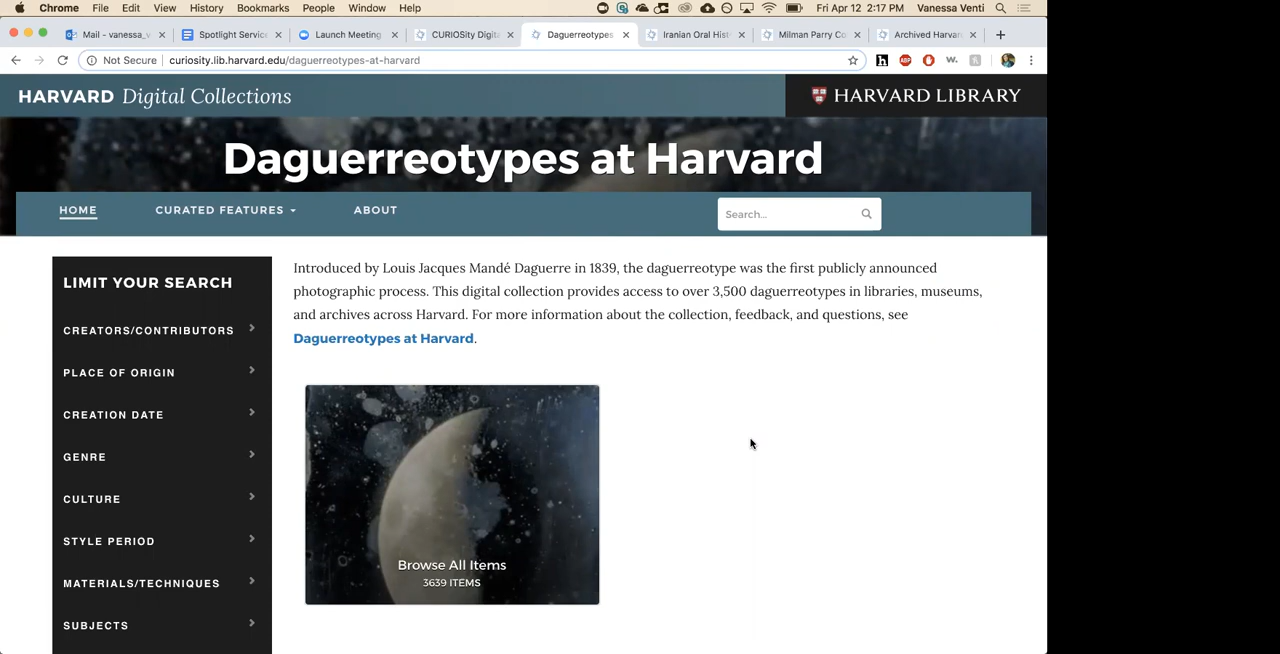 Chrome File Edit View History Bookmarks People Window Help Fri Apr 12 2:17 PM Vanessa Venti
Mail - vanessa_v Spotlight Service Launch Meeting CURIOSity Digita Daguerreotypes Iranian Oral Hist Milman Parry Co Archived Harvar
Not Secure curiosity.lib.harvard.edu/daguerreotypes-at-harvard
HARVARD Digital Collections
HARVARD LIBRARY
Daguerreotypes at Harvard
HOME CURATED FEATURES ABOUT Search...
LIMIT YOUR SEARCH
CREATORS/CONTRIBUTORS
PLACE OF ORIGIN
CREATION DATE
GENRE
CULTURE
STYLE PERIOD
MATERIALS/TECHNIQUES
SUBJECTS
Introduced by Louis Jacques Mandé Daguerre in 1839, the daguerreotype was the first publicly announced
photographic process. This digital collection provides access to over 3,500 daguerreotypes in libraries, museums,
and archives across Harvard. For more information about the collection, feedback, and questions, see
Daguerreotypes at Harvard.
Browse All Items
3639 ITEMS